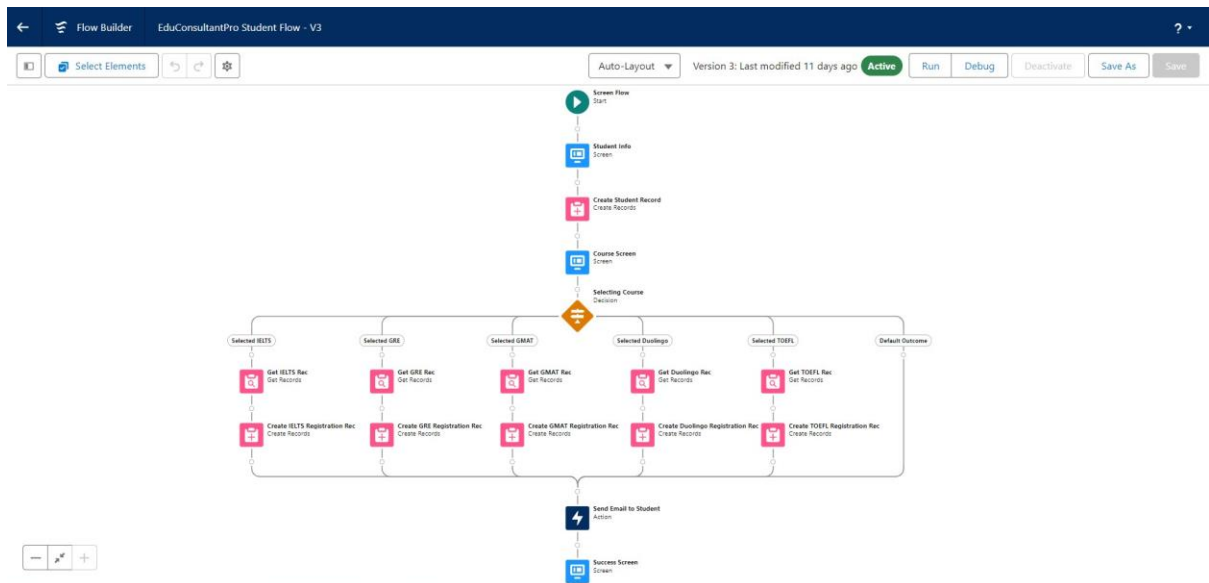 Flow Builder
EduConsultantPro Student Flow - V3
?
Select Elements
Auto-Layout
Version 3: Last modified 11 days ago
Active
Run
Debug
Deactivate
Save As
Save
Screen Flow
Start
Student Info
Screen
Create Student Record
Create Records
Course Screen
Screen
Selecting Course
Decision
Selected IELTS
Selected GRE
Selected GMAT
Selected Duolingo
Selected TOEFL
Default Outcome
Get IELTS Rec
Get Records
Get GRE Rec
Get Records
Get GMAT Rec
Get Records
Get Duolingo Rec
Get Records
Get TOEFL Rec
Get Records
Create IELTS Registration Rec
Create Records
Create GRE Registration Rec
Create Records
Create GMAT Registration Rec
Create Records
Create Duolingo Registration Rec
Create Records
Create TOEFL Registration Rec
Create Records
Send Email to Student
Action
Success Screen
Screen